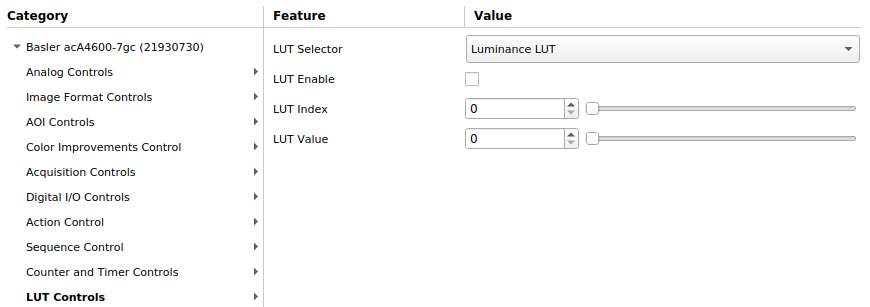 Category Feature Value
Basler acA4600-7gc (21930730)
Analog Controls
Image Format Controls
AOI Controls
Color Improvements Control
Acquisition Controls
Digital I/O Controls
Action Control
Sequence Control
Counter and Timer Controls
LUT Controls
LUT Selector Luminance LUT
LUT Enable
LUT Index 0
LUT Value 0